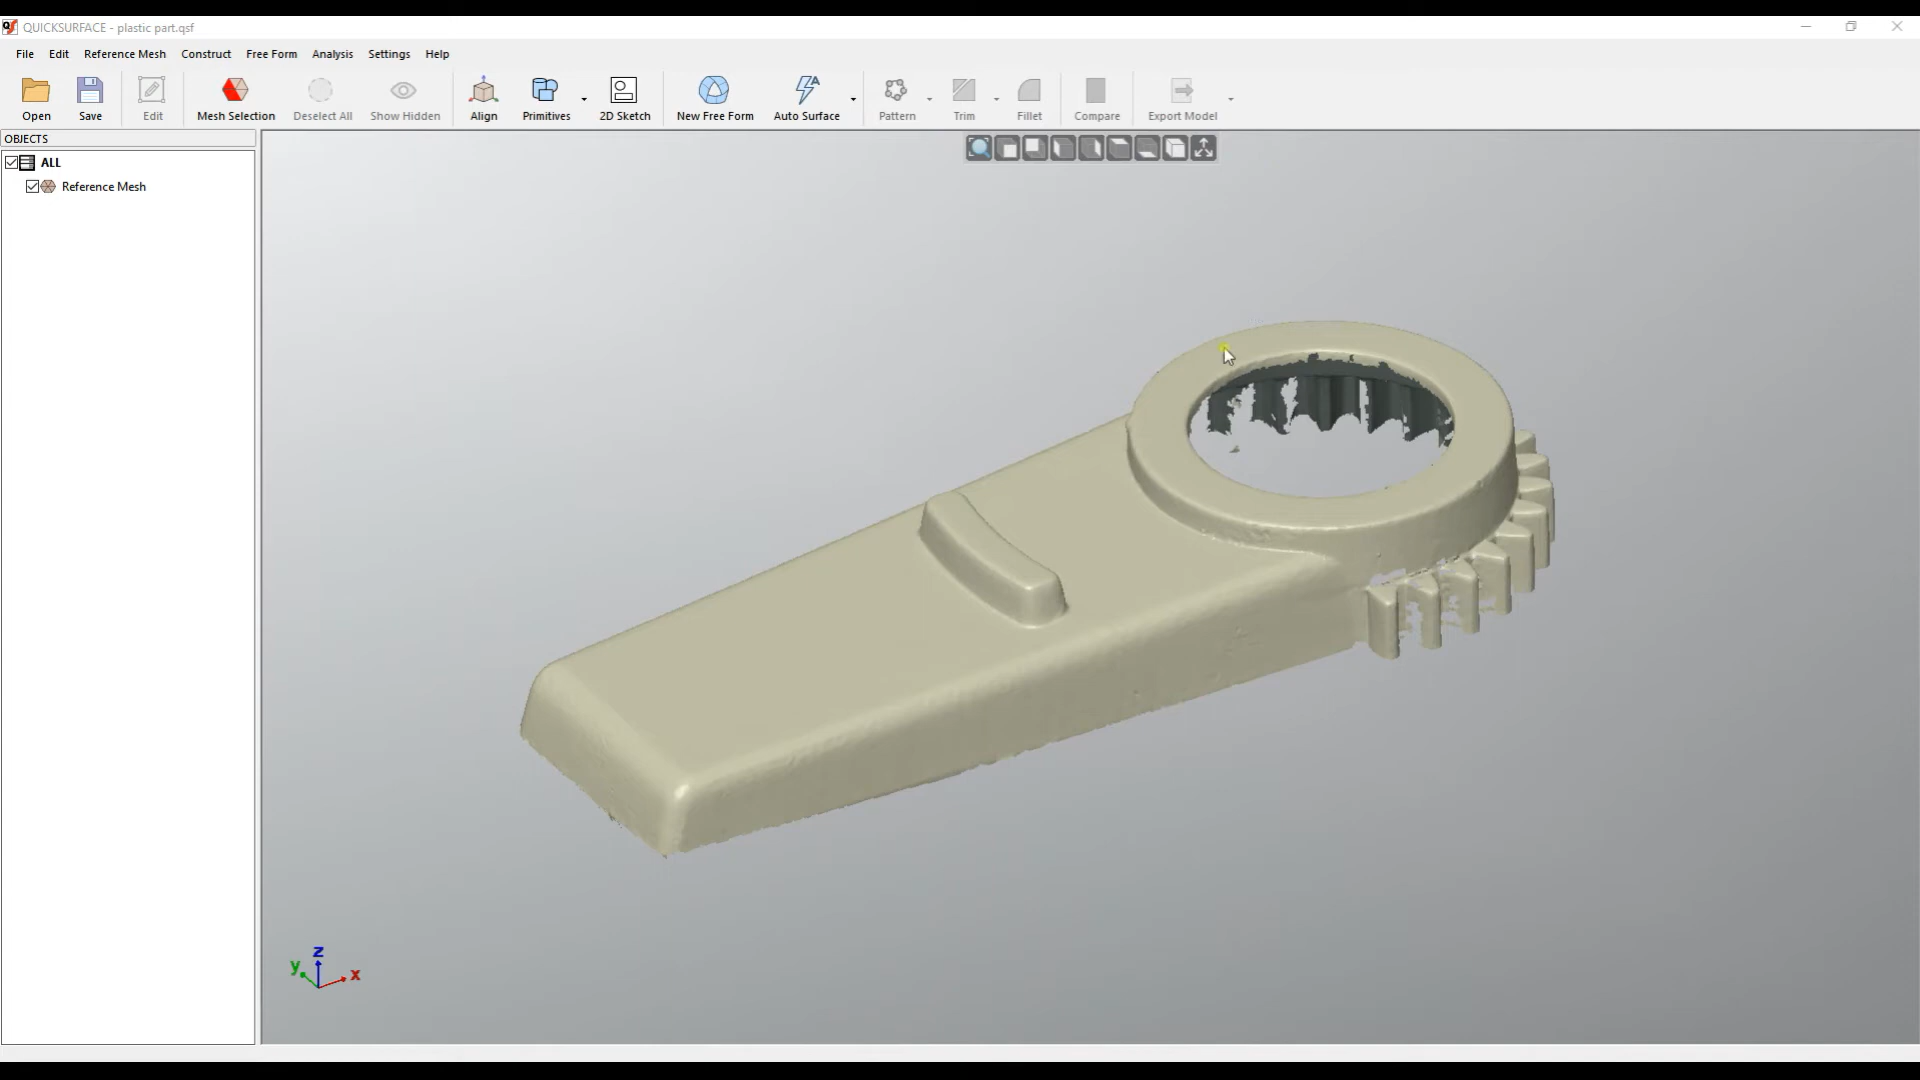 QUICKSURFACE - plastic part.qsf
File Edit Reference Mesh Construct Free Form Analysis Settings Help
Open Save Edit Mesh Selection Deselect All Show Hidden Align Primitives 2D Sketch New Free Form Auto Surface Pattern Trim Fillet Compare Export Model
OBJECTS
ALL
Reference Mesh
z
y
x